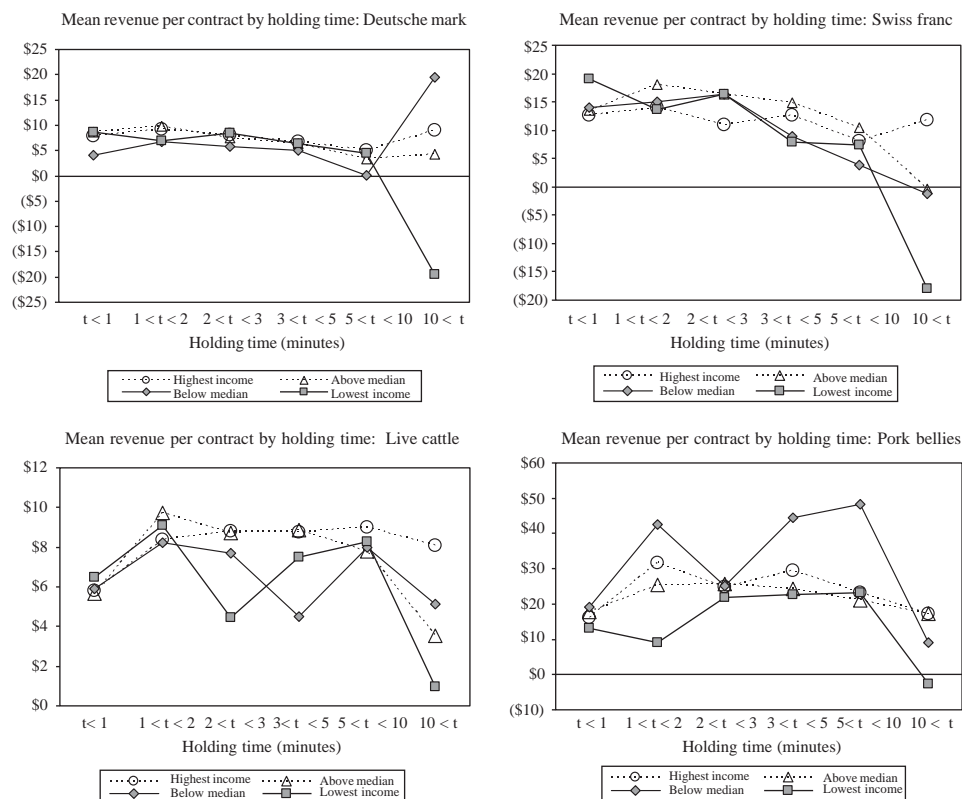 Mean revenue per contract by holding time: Deutsche mark
$25
$20
$15
$10
$5
$0
($5)
($10)
($15)
($20)
($25)
t < 1 1 < t < 2 2 < t < 3 3 < t < 5 5 < t < 10 10 < t
Holding time (minutes)
Highest income Above median
Below median Lowest income
Mean revenue per contract by holding time: Swiss franc
$25
$20
$15
$10
$5
$0
($5)
($10)
($15)
($20)
t < 1 1 < t < 2 2 < t < 3 3 < t < 5 5 < t < 10 10 < t
Holding time (minutes)
Highest income Above median
Below median Lowest income
Mean revenue per contract by holding time: Live cattle
$12
$10
$8
$6
$4
$2
$0
t< 1 1 < t < 2 2 < t < 3 3< t < 5 5 < t < 10 10 < t
Holding time (minutes)
Highest income Above median
Below median Lowest income
Mean revenue per contract by holding time: Pork bellies
$60
$50
$40
$30
$20
$10
$0
($10)
t < 1 1 < t < 2 2 < t < 3 3 < t < 5 5< t < 10 10 < t
Holding time (minutes)
Highest income Above median
Below median Lowest income